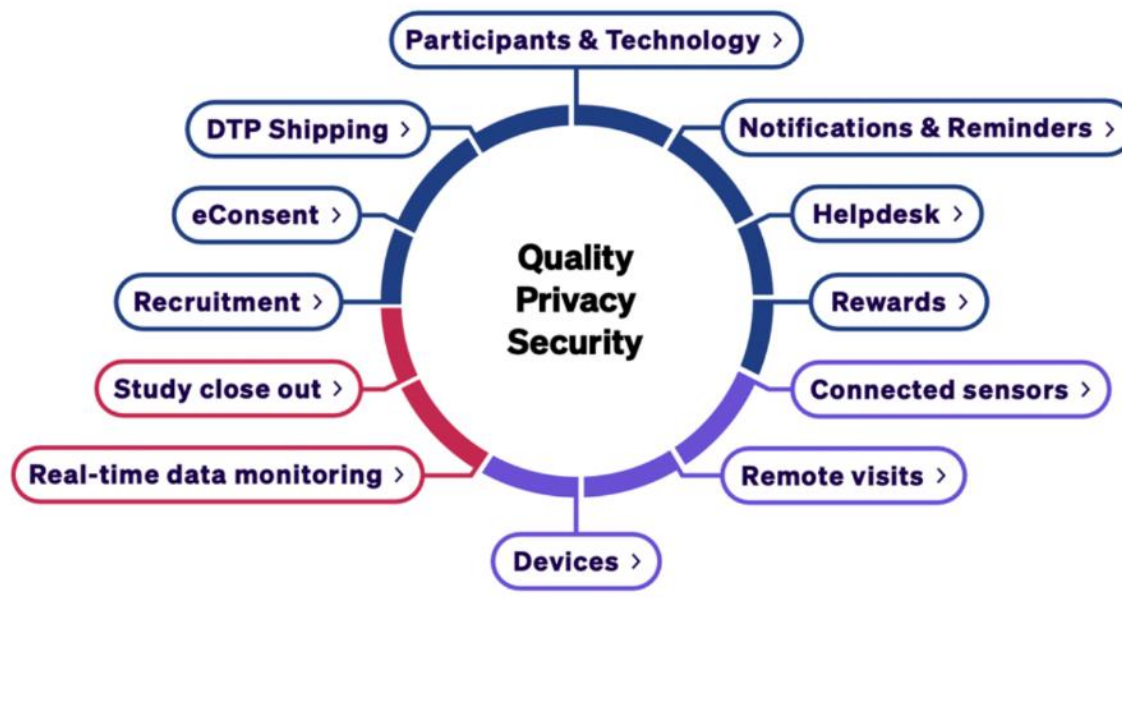 Participants & Technology >
DTP Shipping >
Notifications & Reminders >
eConsent >
Helpdesk >
Quality
Privacy
Security
Recruitment >
Rewards >
Study close out >
Connected sensors >
Real-time data monitoring >
Remote visits >
Devices >